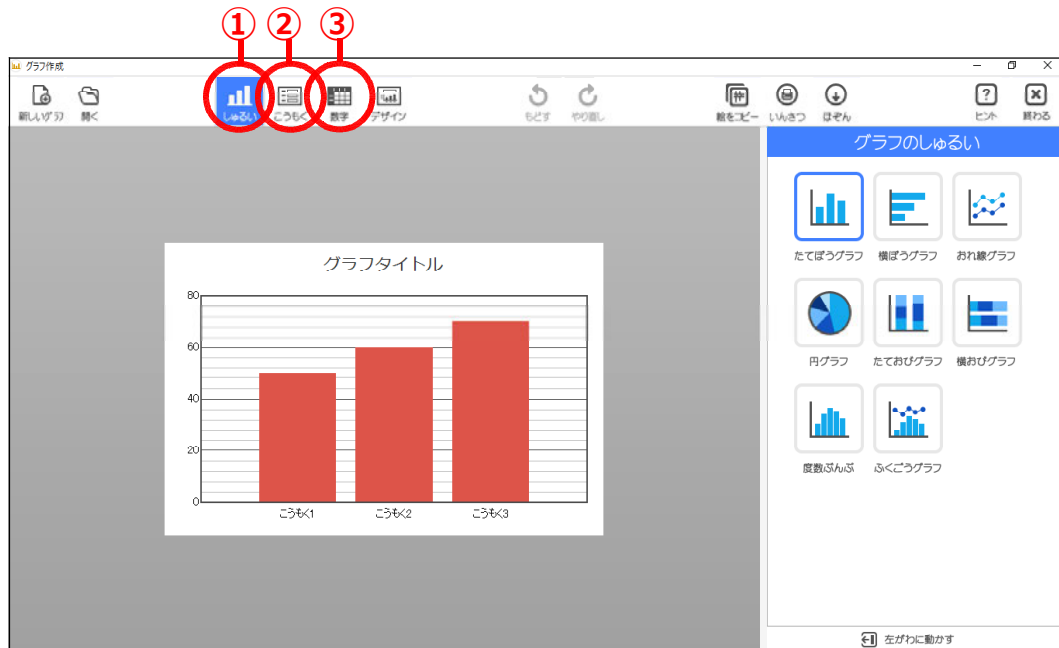 ① ② ③
グラフ作成
新しいグラフ 開く しゅるい こうもく 数字 デザイン もどす やり直し 絵をコピー いんさつ ほぞん ヒント 終わる
グラフのしゅるい
たてぼうグラフ 横ぼうグラフ おれ線グラフ
円グラフ たておびグラフ 横おびグラフ
度数ぶんぷ ふくごうグラフ
グラフタイトル
80
60
40
20
0
こうもく1 こうもく2 こうもく3
左がわに動かす